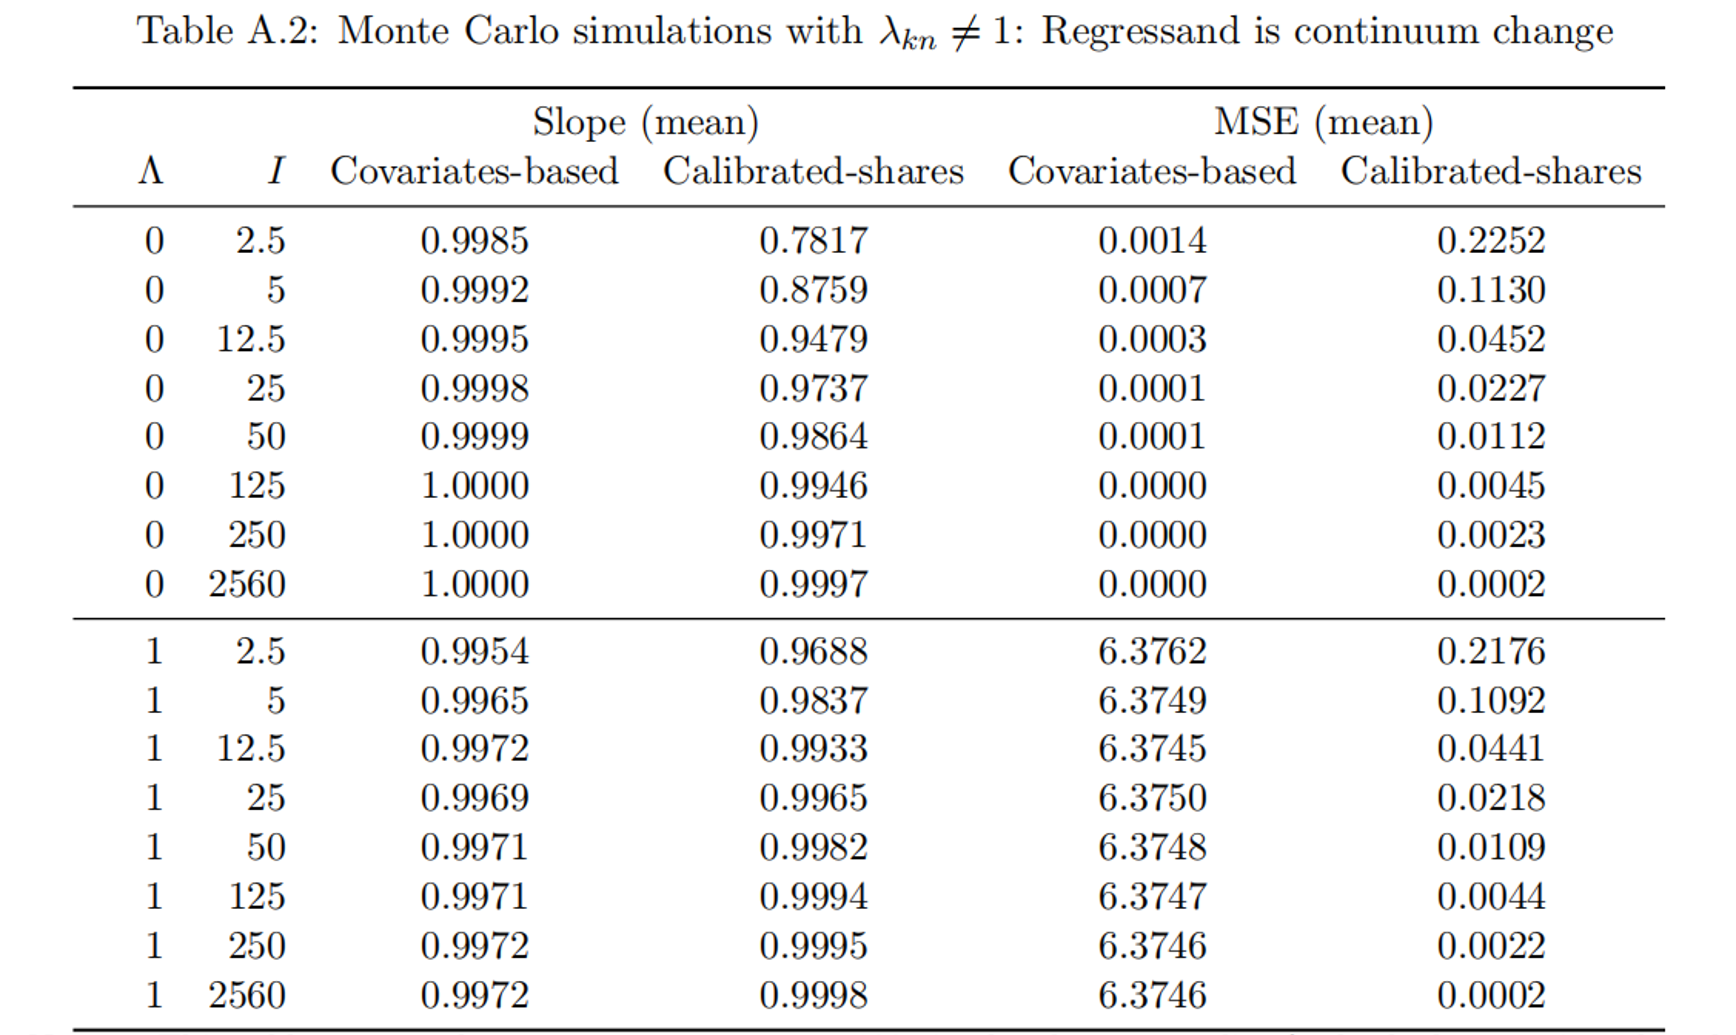 Table A.2: Monte Carlo simulations with λkn ≠ 1: Regressand is continuum change
Slope (mean) MSE (mean)
Λ I Covariates-based Calibrated-shares Covariates-based Calibrated-shares
0 2.5 0.9985 0.7817 0.0014 0.2252
0 5 0.9992 0.8759 0.0007 0.1130
0 12.5 0.9995 0.9479 0.0003 0.0452
0 25 0.9998 0.9737 0.0001 0.0227
0 50 0.9999 0.9864 0.0001 0.0112
0 125 1.0000 0.9946 0.0000 0.0045
0 250 1.0000 0.9971 0.0000 0.0023
0 2560 1.0000 0.9997 0.0000 0.0002
1 2.5 0.9954 0.9688 6.3762 0.2176
1 5 0.9965 0.9837 6.3749 0.1092
1 12.5 0.9972 0.9933 6.3745 0.0441
1 25 0.9969 0.9965 6.3750 0.0218
1 50 0.9971 0.9982 6.3748 0.0109
1 125 0.9971 0.9994 6.3747 0.0044
1 250 0.9972 0.9995 6.3746 0.0022
1 2560 0.9972 0.9998 6.3746 0.0002